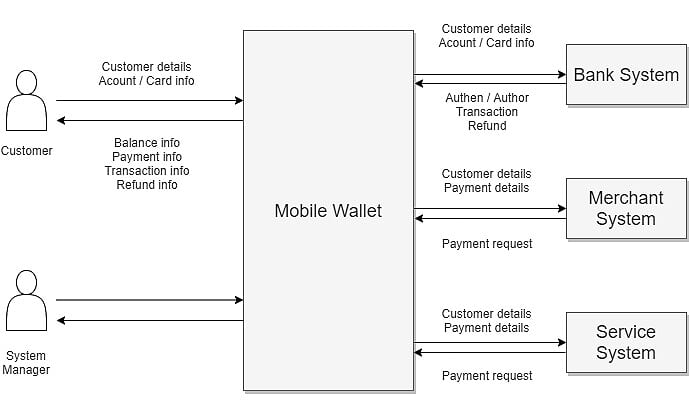 Customer details
Acount / Card info
Customer
Balance info
Payment info
Transaction info
Refund info
System
Manager
Mobile Wallet
Customer details
Acount / Card info
Authen / Author
Transaction
Refund
Bank System
Customer details
Payment details
Payment request
Merchant
System
Customer details
Payment details
Payment request
Service
System